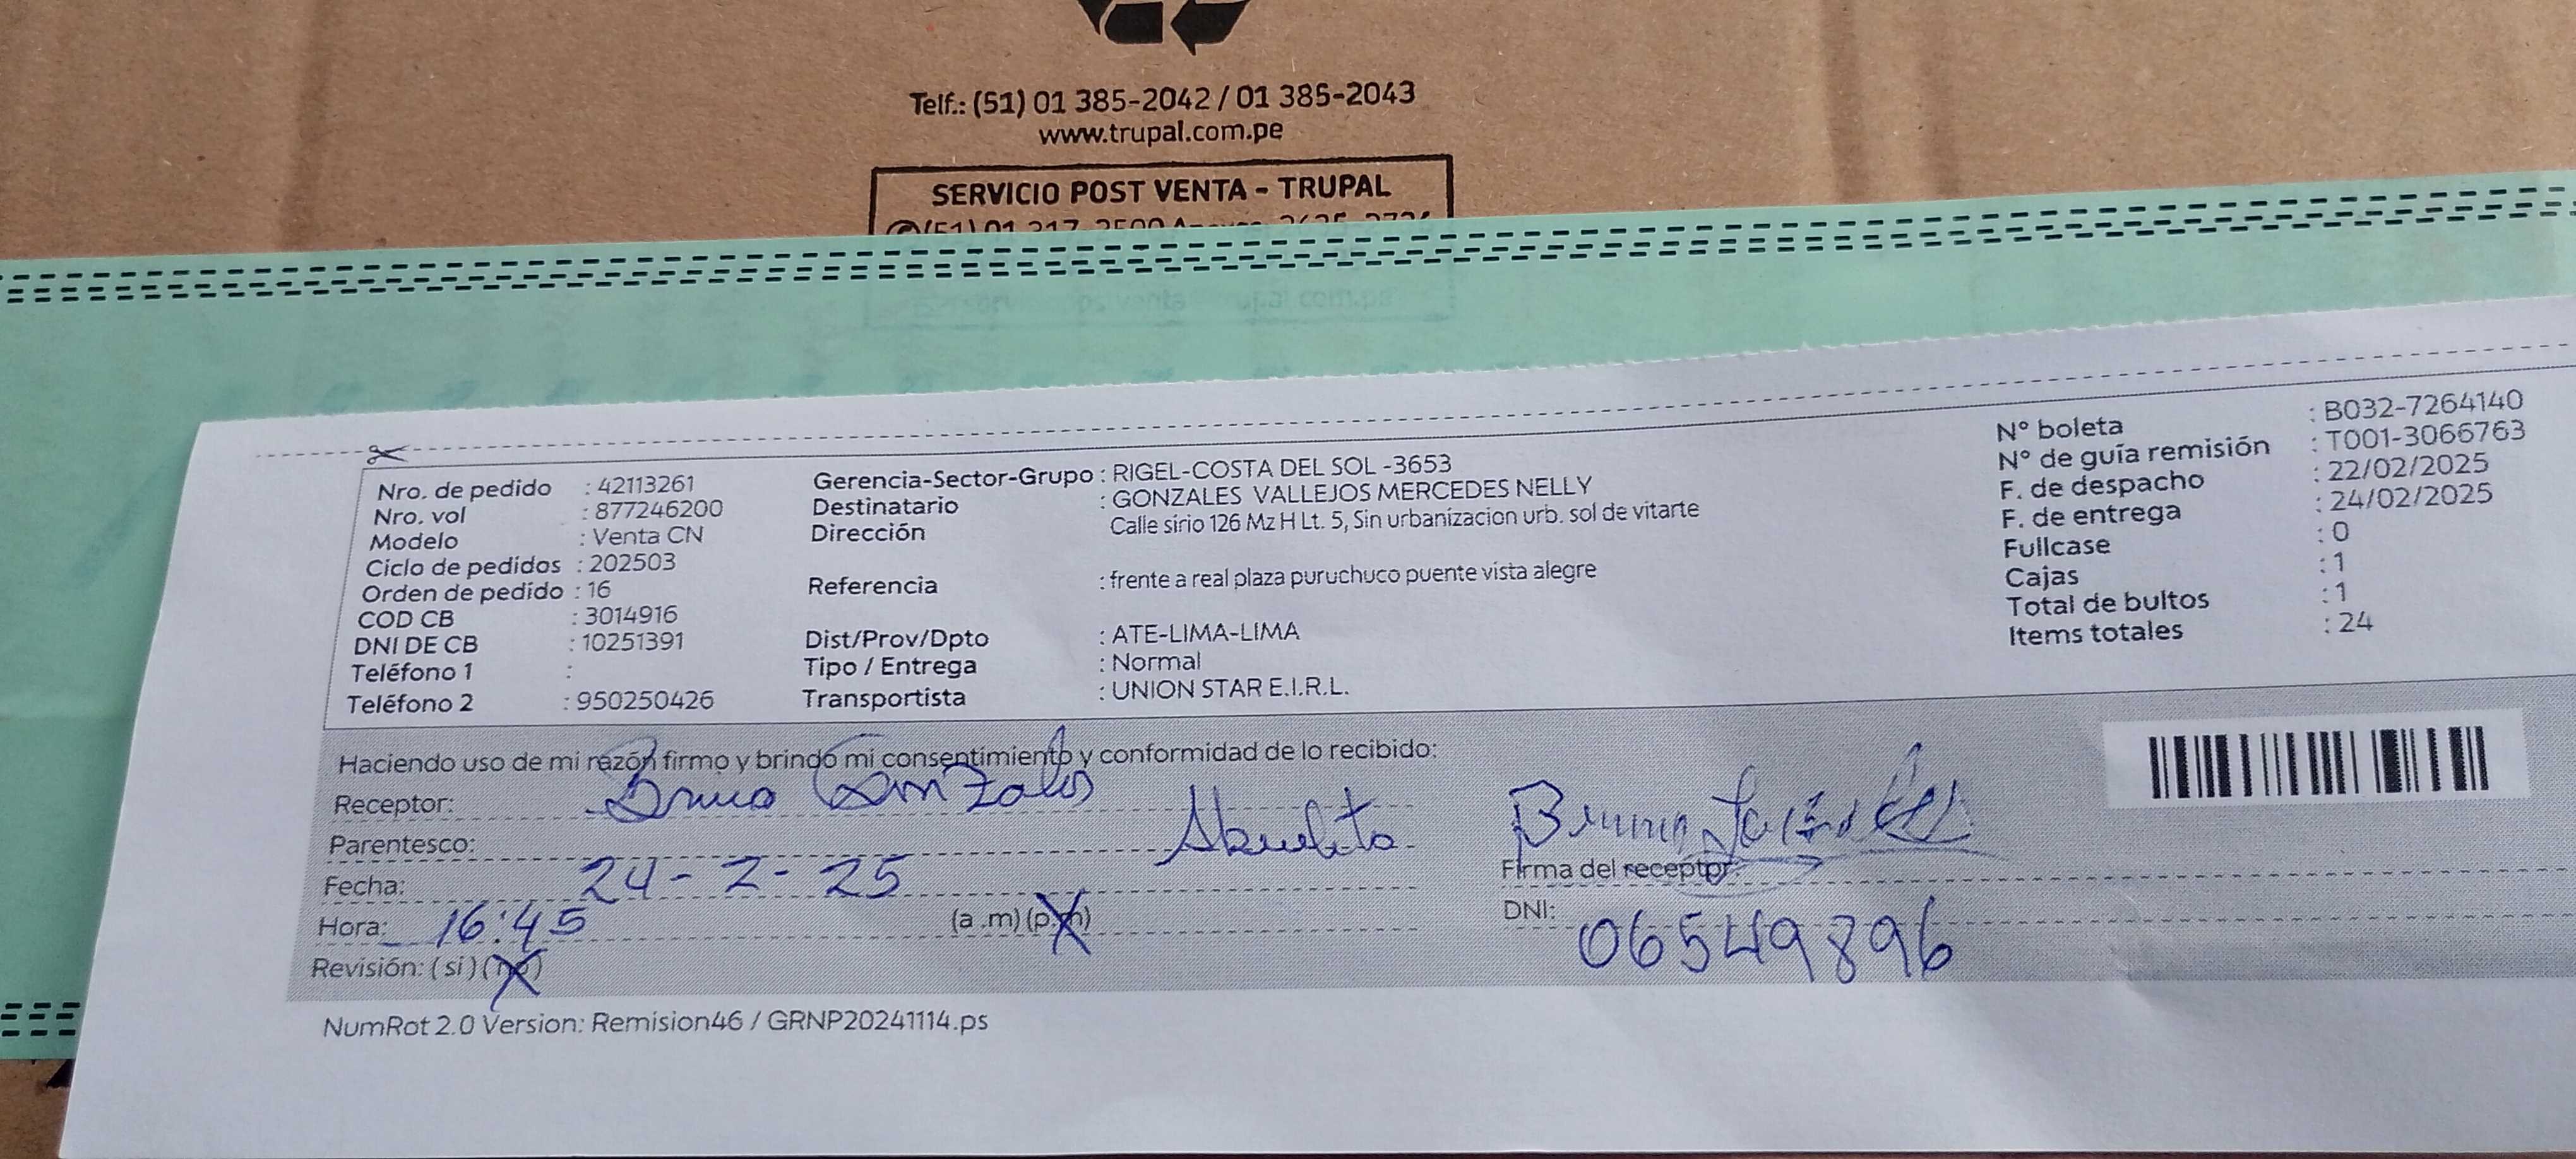 Telf.: (51) 01 385-2042 / 01 385-2043
www.trupal.com.pe
SERVICIO POST VENTA - TRUPAL
Nro. de pedido : 42113261
Nro. vol : 877246200
Modelo : Venta CN
Ciclo de pedidos : 202503
Orden de pedido : 16
COD CB : 3014916
DNI DE CB : 10251391
Teléfono 1 :
Teléfono 2 : 950250426
Gerencia-Sector-Grupo : RIGEL-COSTA DEL SOL -3653
Destinatario : GONZALES VALLEJOS MERCEDES NELLY
Dirección Calle sirio 126 Mz H Lt. 5, Sin urbanizacion urb. sol de vitarte
Referencia : frente a real plaza puruchuco puente vista alegre
Dist/Prov/Dpto : ATE-LIMA-LIMA
Tipo / Entrega : Normal
Transportista : UNION STAR E.I.R.L.
N° boleta : B032-7264140
N° de guía remisión : T001-3066763
F. de despacho : 22/02/2025
F. de entrega : 24/02/2025
Fullcase : 0
Cajas : 1
Total de bultos : 1
Items totales : 24
Haciendo uso de mi razón firmo y brindo mi consentimiento y conformidad de lo recibido:
Receptor: Bruno Gonzales
Parentesco: Abuelito
Fecha: 24-2-25
Hora: 16:45 (a .m) (p.m)
Revisión: (si) (no)
Firma del receptor:
DNI: 06549896
NumRot 2.0 Version: Remision46 / GRNP20241114.ps